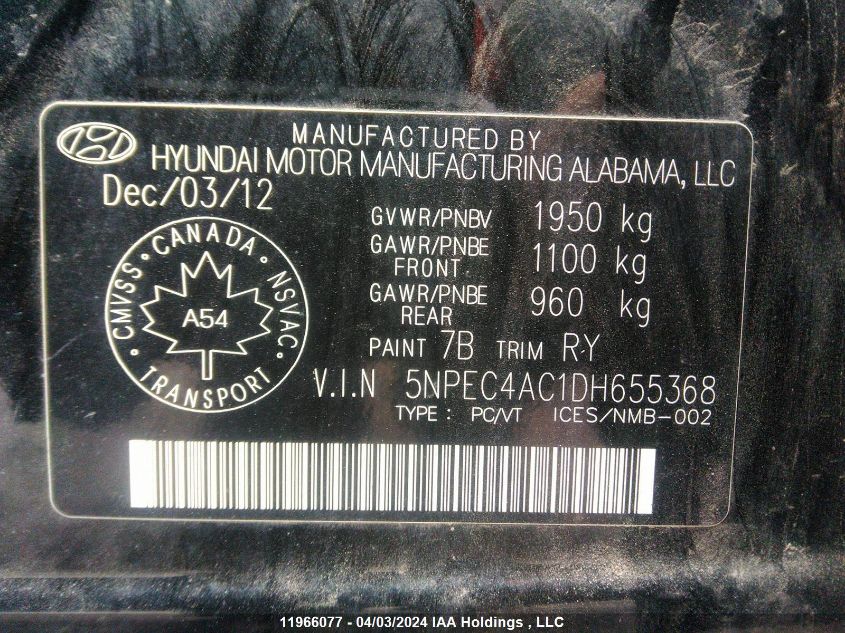 MANUFACTURED BY
HYUNDAI MOTOR MANUFACTURING ALABAMA, LLC
Dec/03/12
GVWR/PNBV 1950 kg
GAWR/PNBE FRONT 1100 kg
GAWR/PNBE REAR 960 kg
PAINT 7B TRIM RY
CMVSS • CANADA • NSVAC • TRANSPORT •
A54
V.I.N 5NPEC4AC1DH655368
TYPE : PC/VT ICES/NMB-002
11966077 - 04/03/2024 IAA Holdings , LLC